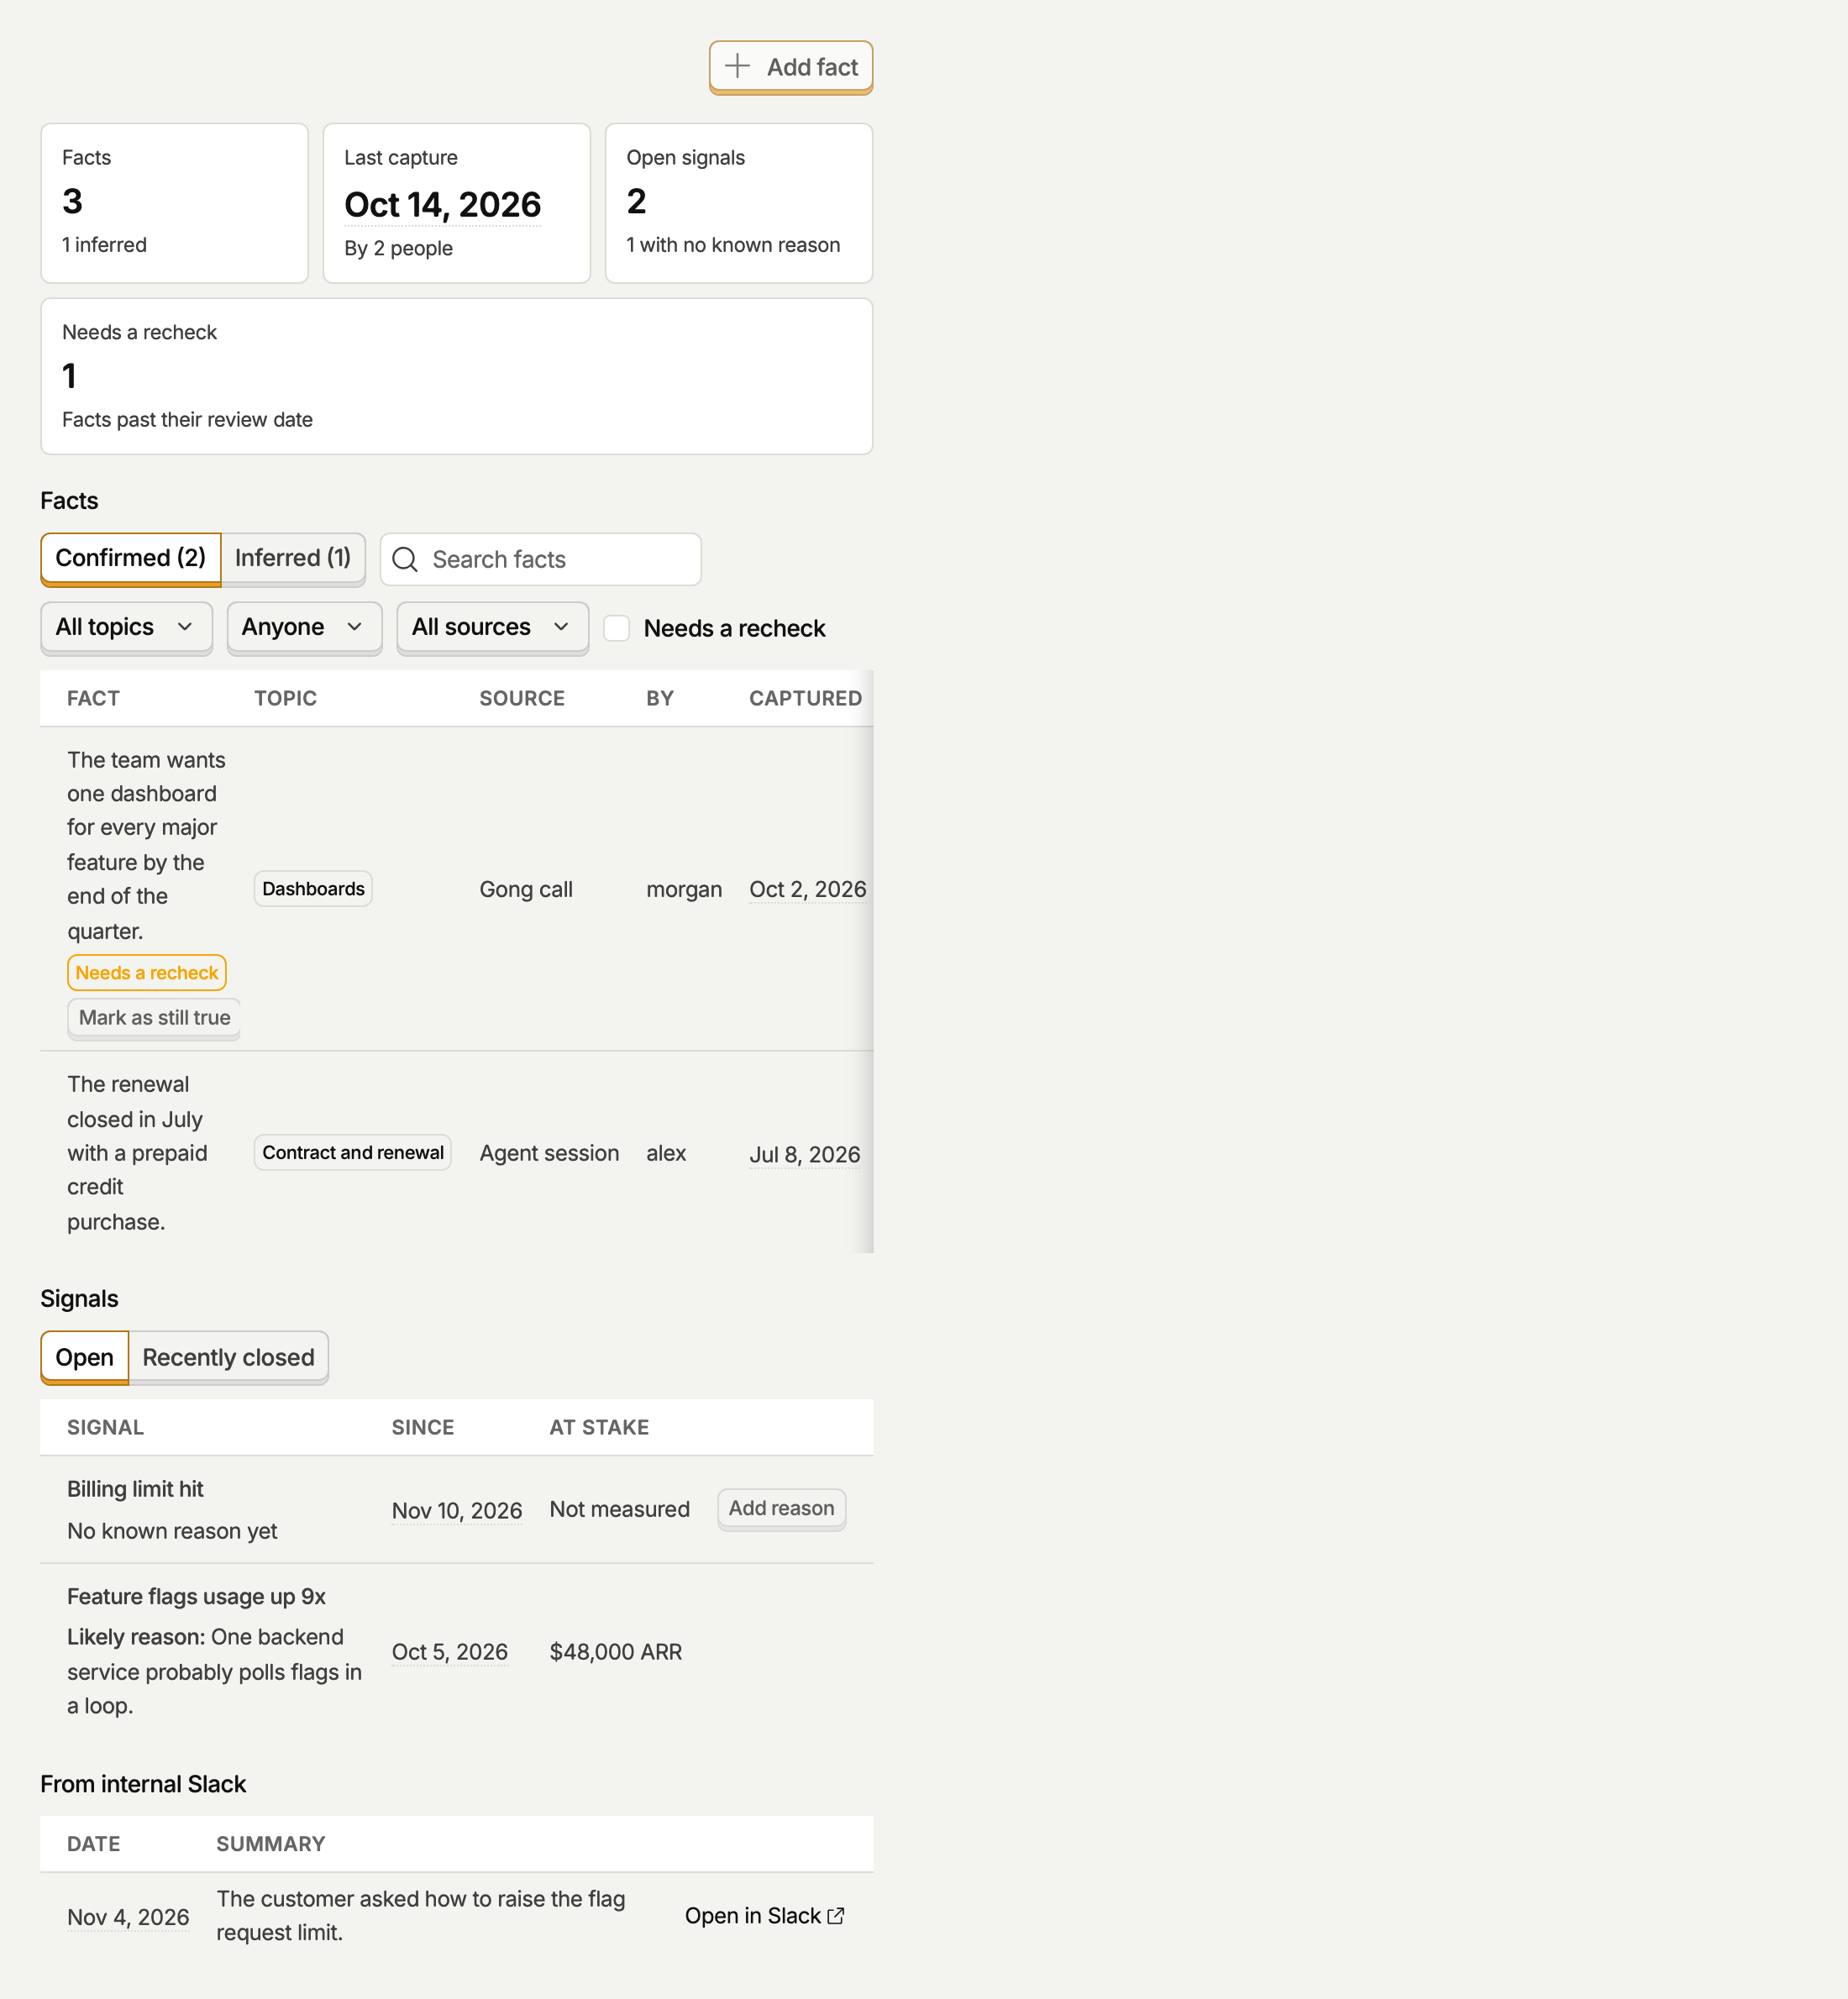 Add fact
Facts
3
1 inferred
Last capture
Oct 14, 2026
By 2 people
Open signals
2
1 with no known reason
Needs a recheck
1
Facts past their review date
Facts
Confirmed (2)
Inferred (1)
Search facts
All topics
Anyone
All sources
Needs a recheck
FACT TOPIC SOURCE BY CAPTURED
The team wants
one dashboard
for every major
feature by the
end of the
quarter.
Needs a recheck
Mark as still true
Dashboards
Gong call
morgan
Oct 2, 2026
The renewal
closed in July
with a prepaid
credit
purchase.
Contract and renewal
Agent session
alex
Jul 8, 2026
Signals
Open
Recently closed
SIGNAL SINCE AT STAKE
Billing limit hit
No known reason yet
Nov 10, 2026
Not measured
Add reason
Feature flags usage up 9x
Likely reason: One backend
service probably polls flags in
a loop.
Oct 5, 2026
$48,000 ARR
From internal Slack
DATE SUMMARY
Nov 4, 2026
The customer asked how to raise the flag
request limit.
Open in Slack